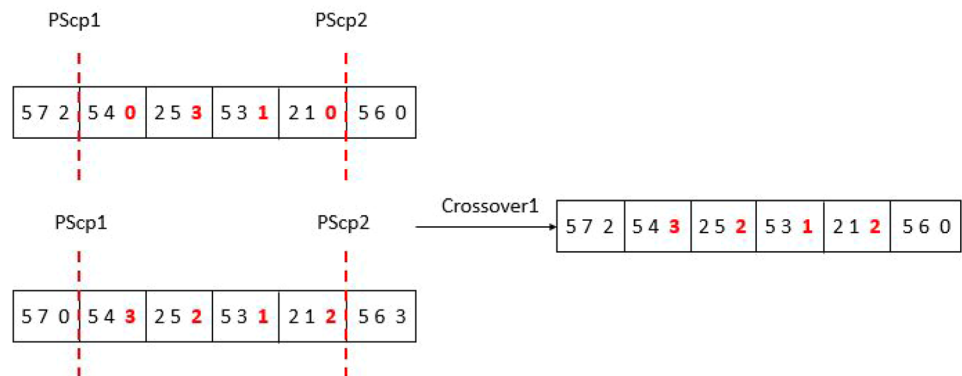 PScp1 PScp2
5 7 2 5 4 0 2 5 3 5 3 1 2 1 0 5 6 0
PScp1 PScp2
Crossover1
5 7 2 5 4 3 2 5 2 5 3 1 2 1 2 5 6 0
5 7 0 5 4 3 2 5 2 5 3 1 2 1 2 5 6 3